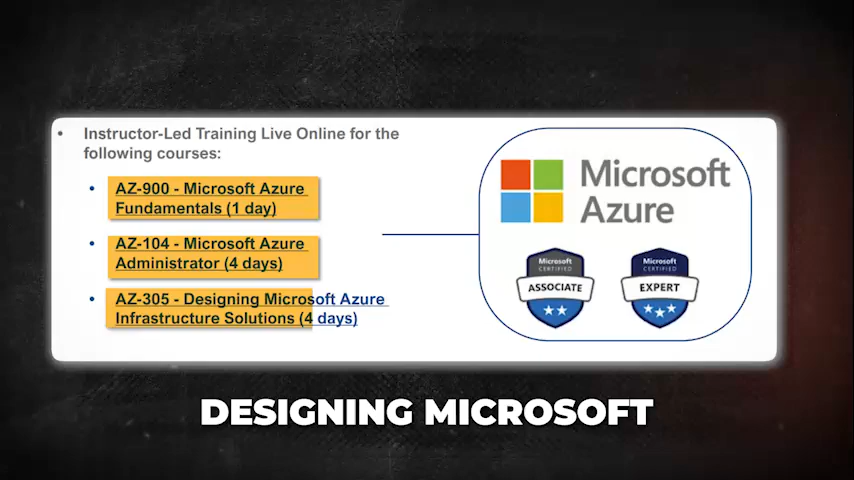 • Instructor-Led Training Live Online for the
following courses:
• AZ-900 - Microsoft Azure
Fundamentals (1 day)
• AZ-104 - Microsoft Azure
Administrator (4 days)
• AZ-305 - Designing Microsoft Azure
Infrastructure Solutions (4 days)
Microsoft
Azure
Microsoft
CERTIFIED
ASSOCIATE
Microsoft
CERTIFIED
EXPERT
DESIGNING MICROSOFT